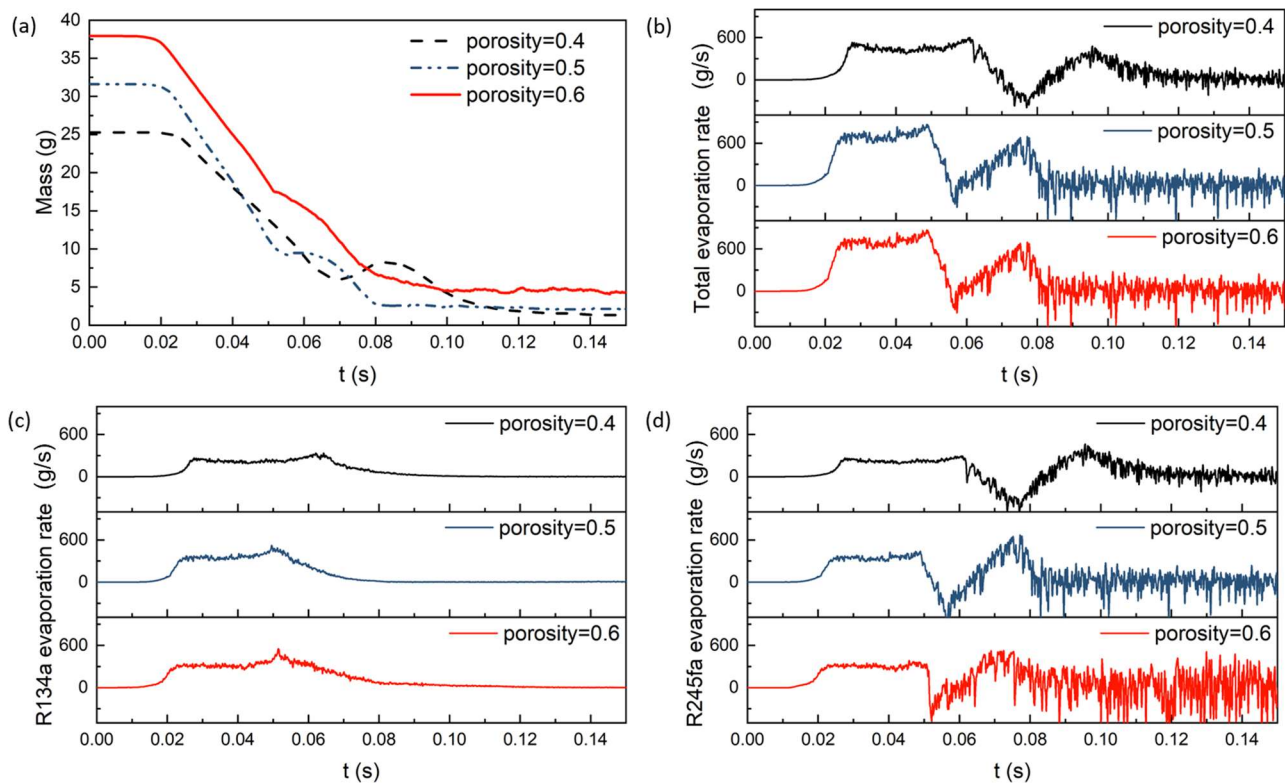 (a)
40
35
30
25
20
15
10
5
0
Mass (g)
porosity=0.4
porosity=0.5
porosity=0.6
0.00 0.02 0.04 0.06 0.08 0.10 0.12 0.14
t (s)
(b)
600
0
600
0
600
0
Total evaporation rate (g/s)
porosity=0.4
porosity=0.5
porosity=0.6
0.00 0.02 0.04 0.06 0.08 0.10 0.12 0.14
t (s)
(c)
600
0
600
0
600
0
R134a evaporation rate (g/s)
porosity=0.4
porosity=0.5
porosity=0.6
0.00 0.02 0.04 0.06 0.08 0.10 0.12 0.14
t (s)
(d)
600
0
600
0
600
0
R245fa evaporation rate (g/s)
porosity=0.4
porosity=0.5
porosity=0.6
0.00 0.02 0.04 0.06 0.08 0.10 0.12 0.14
t (s)